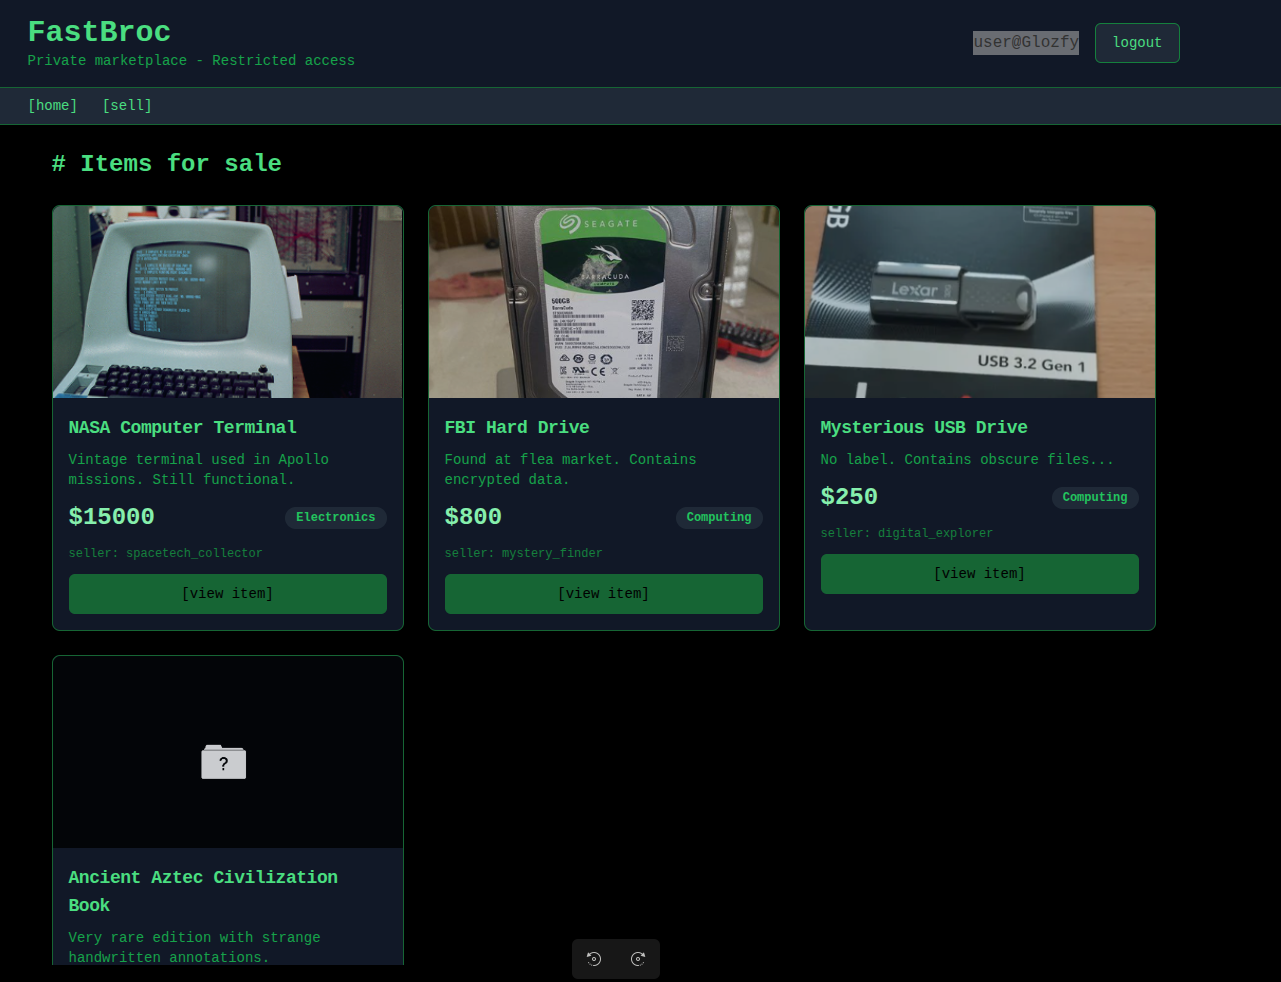 FastBroc
Private marketplace - Restricted access
user@Glozfy
logout
[home] [sell]
# Items for sale
SEAGATE
BARRACUDA
500GB
GB
Lexar
USB 3.2 Gen 1
NASA Computer Terminal
Vintage terminal used in Apollo
missions. Still functional.
$15000
Electronics
seller: spacetech_collector
[view item]
FBI Hard Drive
Found at flea market. Contains
encrypted data.
$800
Computing
seller: mystery_finder
[view item]
Mysterious USB Drive
No label. Contains obscure files...
$250
Computing
seller: digital_explorer
[view item]
?
Ancient Aztec Civilization
Book
Very rare edition with strange
handwritten annotations.